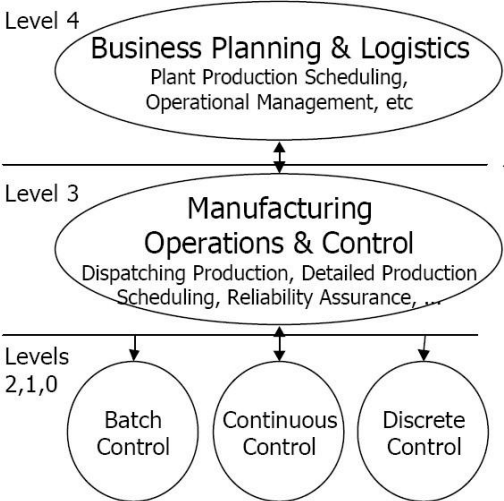 Level 4
Business Planning & Logistics
Plant Production Scheduling,
Operational Management, etc
Level 3
Manufacturing
Operations & Control
Dispatching Production, Detailed Production
Scheduling, Reliability Assurance, ...
Levels
2,1,0
Batch
Control
Continuous
Control
Discrete
Control